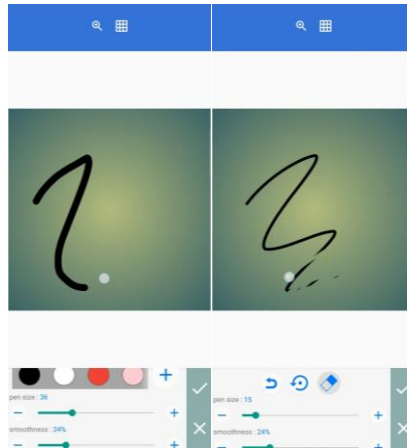 pen size : 36
smoothness : 24%
pen size : 15
smoothness : 24%